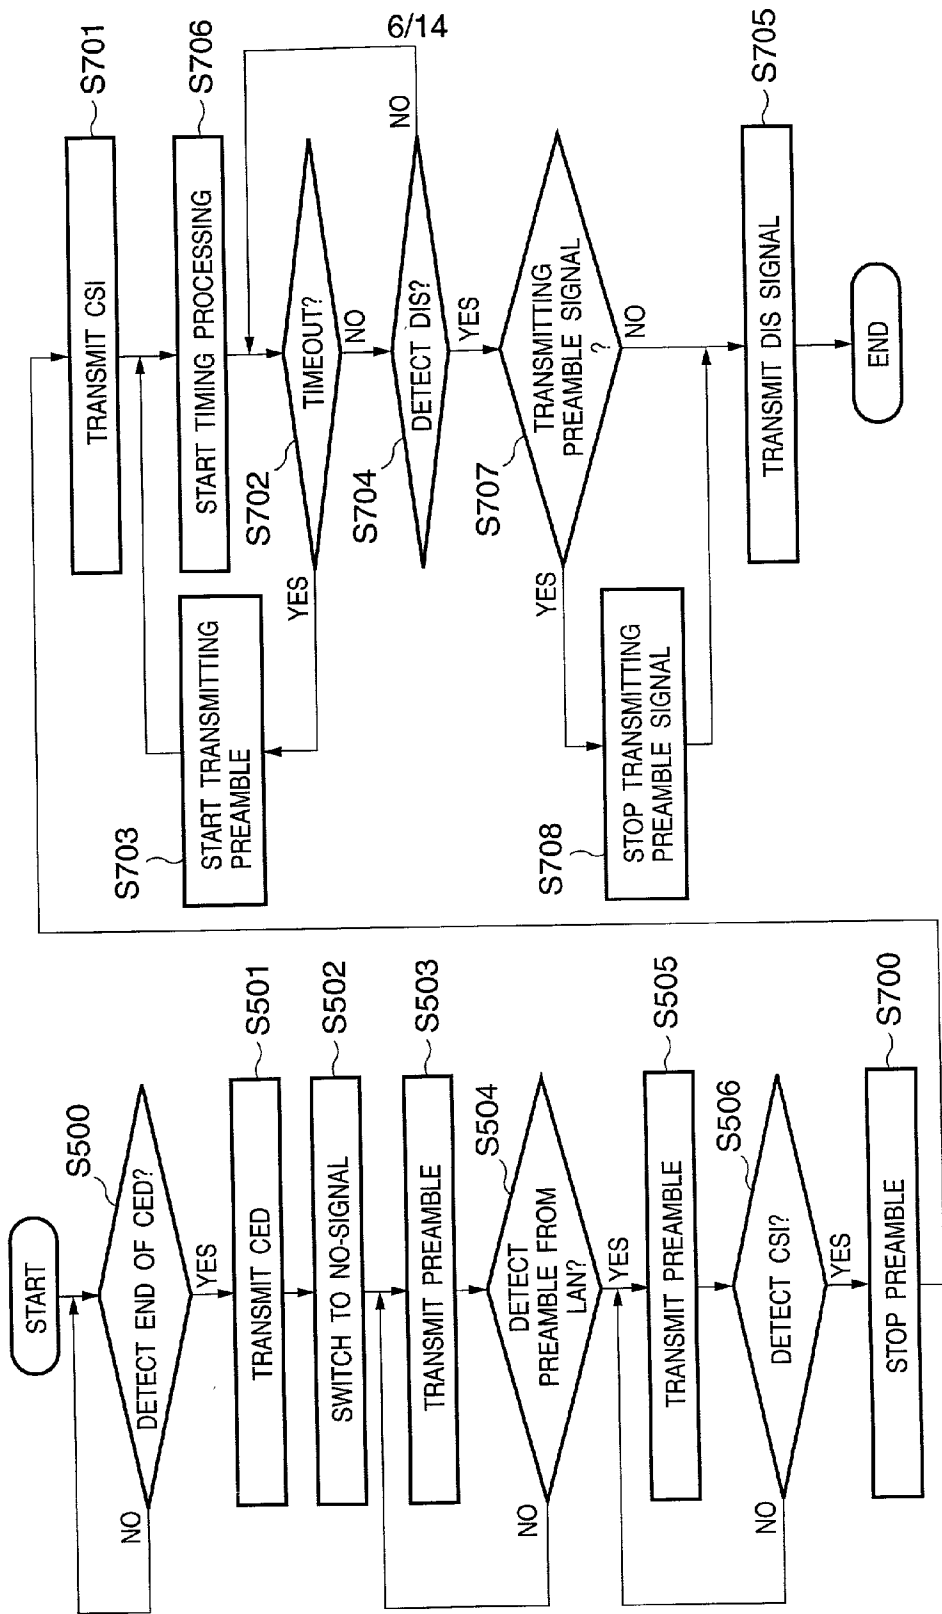 6/14
START
S500
DETECT END OF CED?
NO
YES
S501
TRANSMIT CED
S502
SWITCH TO NO-SIGNAL
S503
TRANSMIT PREAMBLE
S504
DETECT
PREAMBLE FROM
LAN?
NO
YES
S505
TRANSMIT PREAMBLE
S506
DETECT CSI?
NO
YES
S700
STOP PREAMBLE
S701
TRANSMIT CSI
S706
START TIMING PROCESSING
S703
START TRANSMITTING
PREAMBLE
S702
TIMEOUT?
YES
NO
S704
DETECT DIS?
NO
YES
S707
TRANSMITTING
PREAMBLE SIGNAL
?
YES
NO
S708
STOP TRANSMITTING
PREAMBLE SIGNAL
S705
TRANSMIT DIS SIGNAL
END